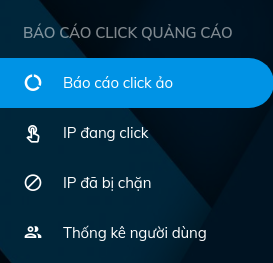 BÁO CÁO CLICK QUẢNG CÁO
Báo cáo click ảo
IP đang click
IP đã bị chặn
Thống kê người dùng